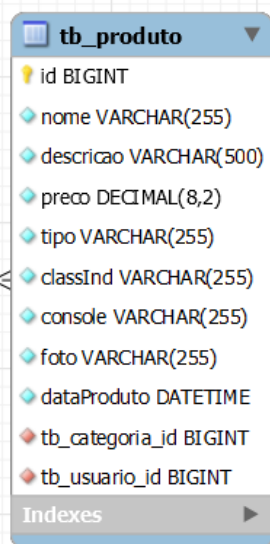 tb_produto
id BIGINT
nome VARCHAR(255)
descricao VARCHAR(500)
preco DECIMAL(8,2)
tipo VARCHAR(255)
classInd VARCHAR(255)
console VARCHAR(255)
foto VARCHAR(255)
dataProduto DATETIME
tb_categoria_id BIGINT
tb_usuario_id BIGINT
Indexes